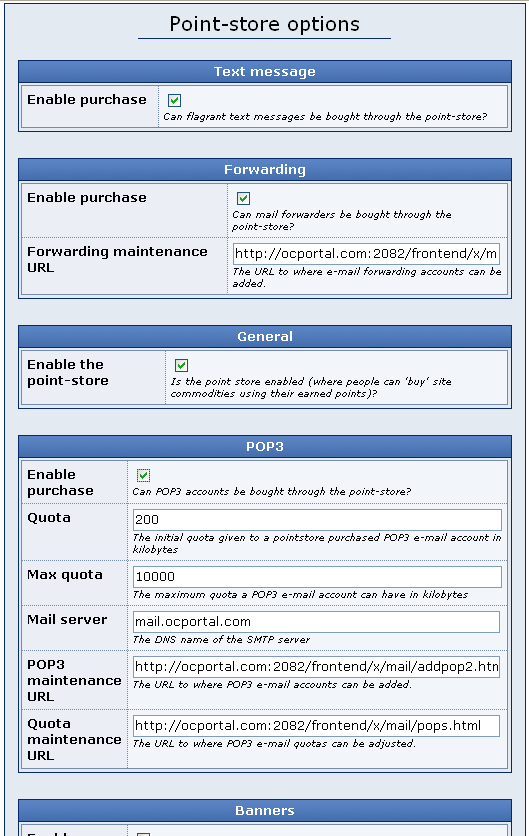 Point-store options
Text message
Enable purchase
Can flagrant text messages be bought through the point-store?
Forwarding
Enable purchase
Can mail forwarders be bought through the
point-store?
Forwarding maintenance
URL
http://ocportal.com:2082/frontend/x/m
The URL to where e-mail forwarding accounts can be
added.
General
Enable the
point-store
Is the point store enabled (where people can 'buy' site
commodities using their earned points)?
POP3
Enable
purchase
Can POP3 accounts be bought through the point-store?
Quota
200
The initial quota given to a pointstore purchased POP3 e-mail account in
kilobytes
Max quota
10000
The maximum quota a POP3 e-mail account can have in kilobytes
Mail server
mail.ocportal.com
The DNS name of the SMTP server
POP3
maintenance
URL
http://ocportal.com:2082/frontend/x/mail/addpop2.htm
The URL to where POP3 e-mail accounts can be added.
Quota
maintenance
URL
http://ocportal.com:2082/frontend/x/mail/pops.html
The URL to where POP3 e-mail quotas can be adjusted.
Banners